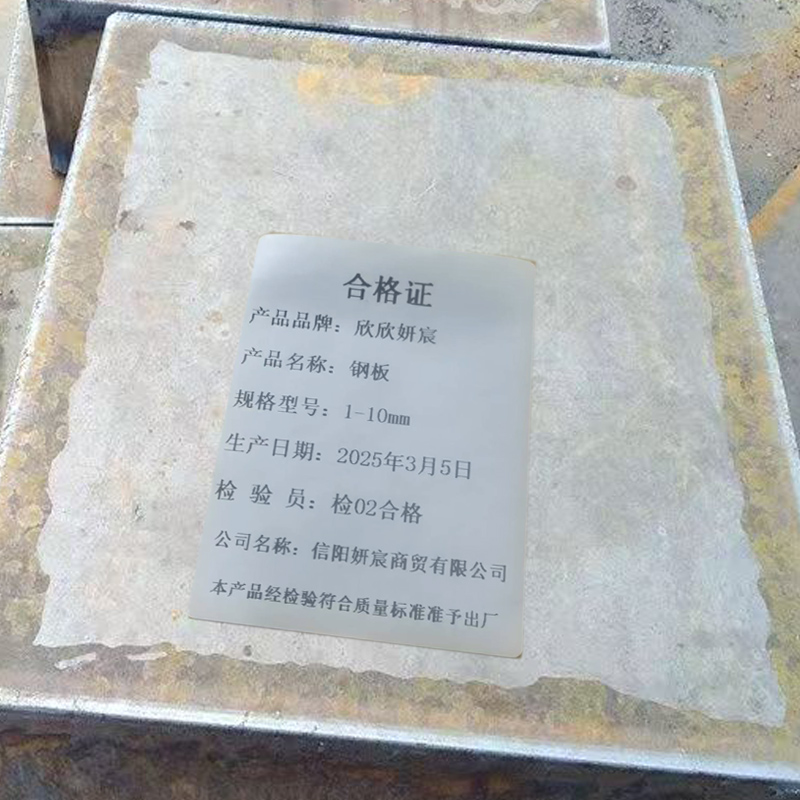 合格证
产品品牌：欣欣妍宸
产品名称：钢板
规格型号：1-10mm
生产日期：2025年3月5日
检 验 员：检02合格
公司名称：信阳妍宸商贸有限公司
本产品经检验符合质量标准准予出厂